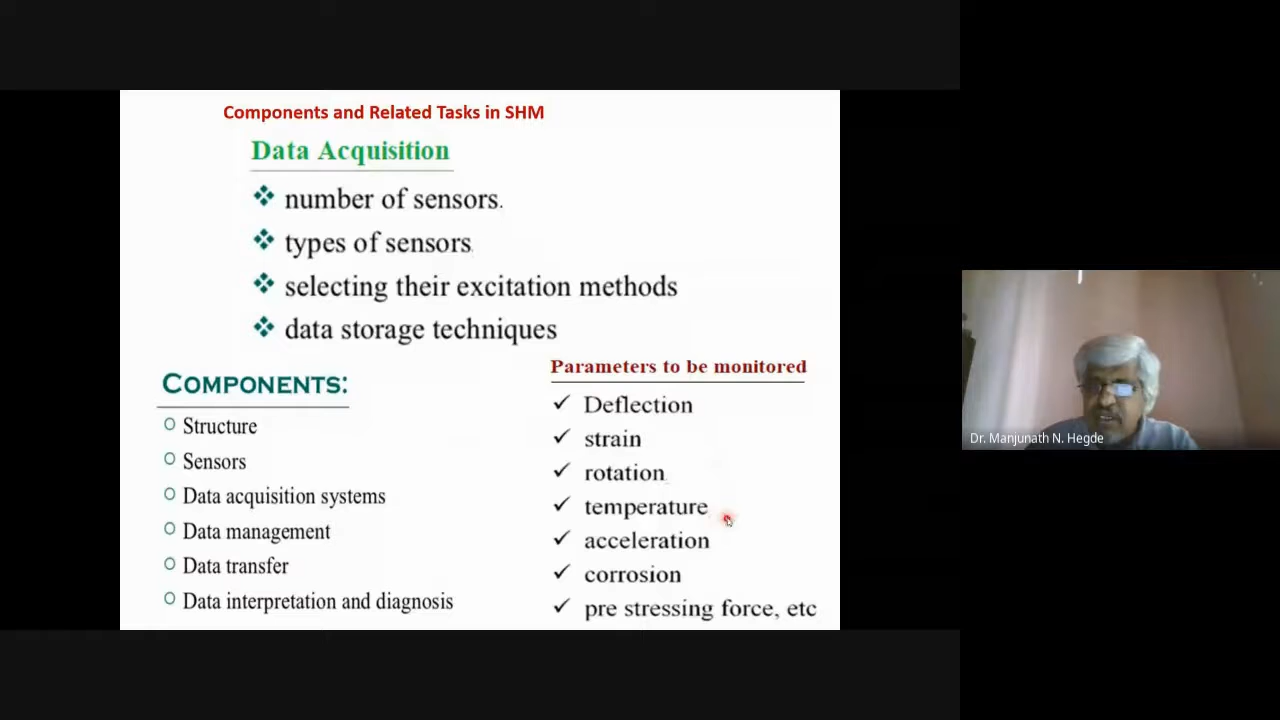 Components and Related Tasks in SHM
Data Acquisition
number of sensors.
types of sensors
selecting their excitation methods
data storage techniques
COMPONENTS:
Structure
Sensors
Data acquisition systems
Data management
Data transfer
Data interpretation and diagnosis
Parameters to be monitored
Deflection
strain
rotation
temperature
acceleration
corrosion
pre stressing force, etc
Dr. Manjunath N. Hegde